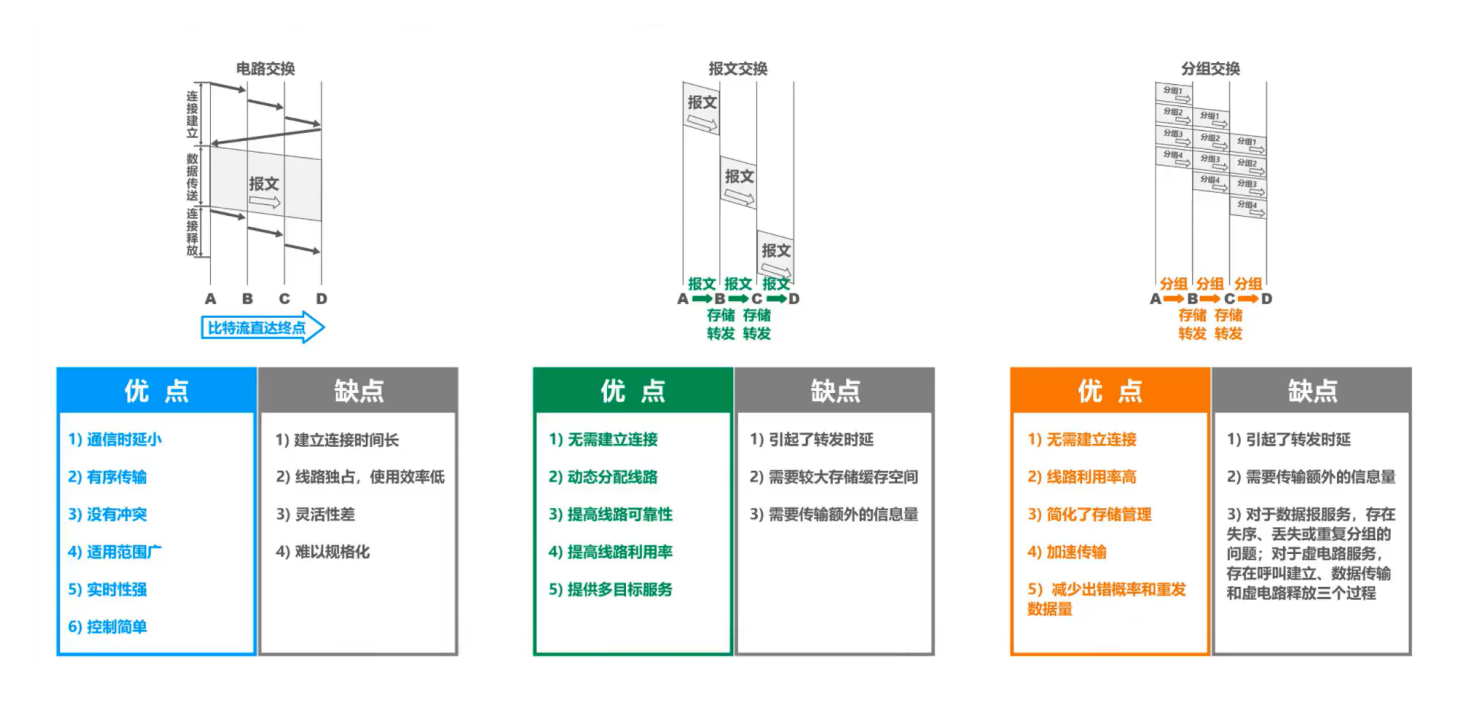 电路交换
连接建立
数据传送
连接释放
报文
A B C D
比特流直达终点
优 点
1) 通信时延小
2) 有序传输
3) 没有冲突
4) 适用范围广
5) 实时性强
6) 控制简单
缺点
1) 建立连接时间长
2) 线路独占，使用效率低
3) 灵活性差
4) 难以规格化
报文交换
报文
报文
报文
报文 报文 报文
A B C D
存储 存储
转发 转发
优 点
1) 无需建立连接
2) 动态分配线路
3) 提高线路可靠性
4) 提高线路利用率
5) 提供多目标服务
缺点
1) 引起了转发时延
2) 需要较大存储缓存空间
3) 需要传输额外的信息量
分组交换
分组1
分组2 分组1
分组3 分组2 分组1
分组4 分组3 分组2
分组4 分组3
分组4
分组 分组 分组
A B C D
存储 存储
转发 转发
优 点
1) 无需建立连接
2) 线路利用率高
3) 简化了存储管理
4) 加速传输
5) 减少出错概率和重发
数据量
缺点
1) 引起了转发时延
2) 需要传输额外的信息量
3) 对于数据报服务，存在
失序、丢失或重复分组的
问题；对于虚电路服务，
存在呼叫建立、数据传输
和虚电路释放三个过程